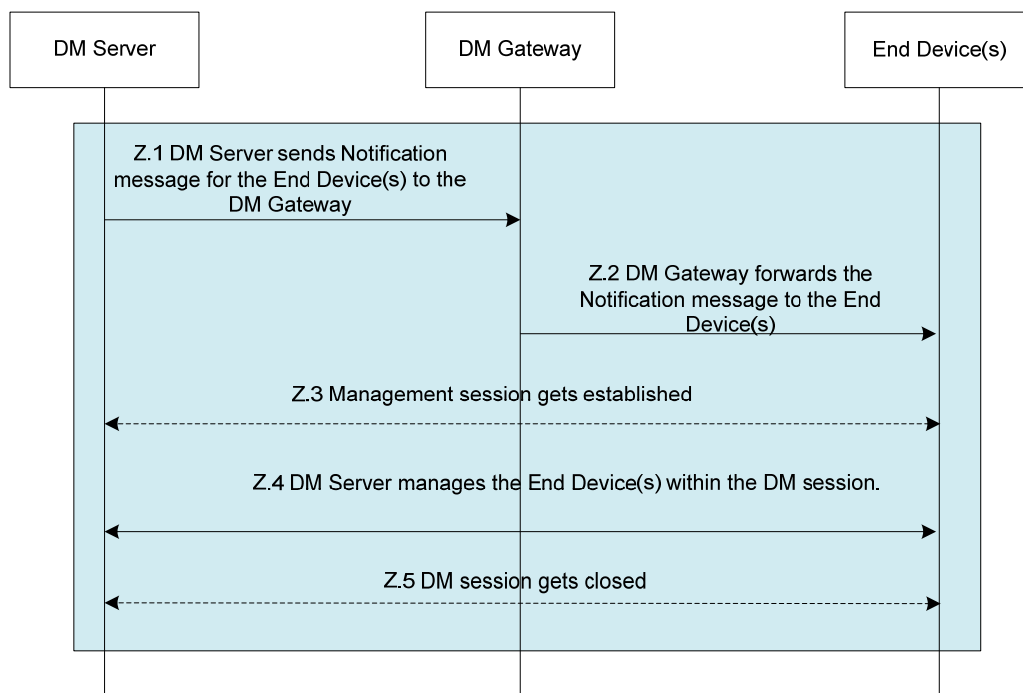 DM Server
DM Gateway
End Device(s)
Z.1 DM Server sends Notification
message for the End Device(s) to the
DM Gateway
Z.2 DM Gateway forwards the
Notification message to the End
Device(s)
Z.3 Management session gets established
Z.4 DM Server manages the End Device(s) within the DM session.
Z.5 DM session gets closed